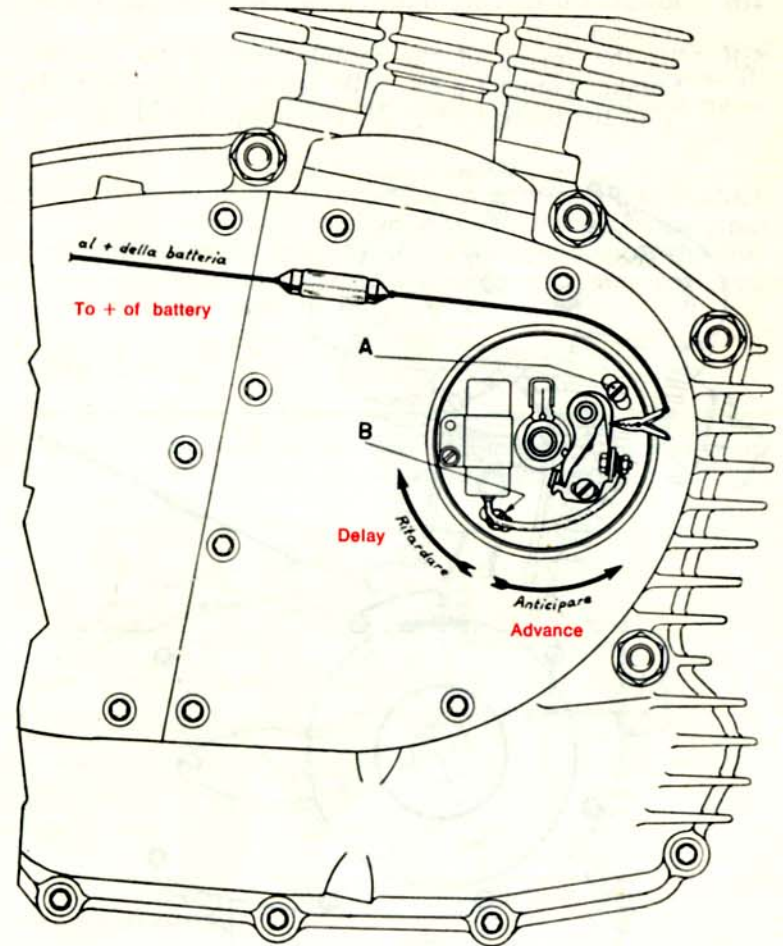 al + della batteria
To + of battery
A
B
Delay
Ritardare
Anticipare
Advance